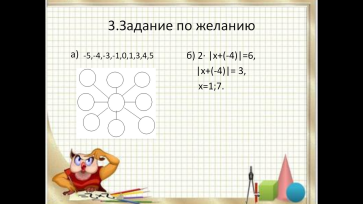 3.Задание по желанию
а) -5,-4,-3,-1,0,1,3,4,5
б) 2· |x+(-4)|=6,
|x+(-4)|= 3,
x=1;7.